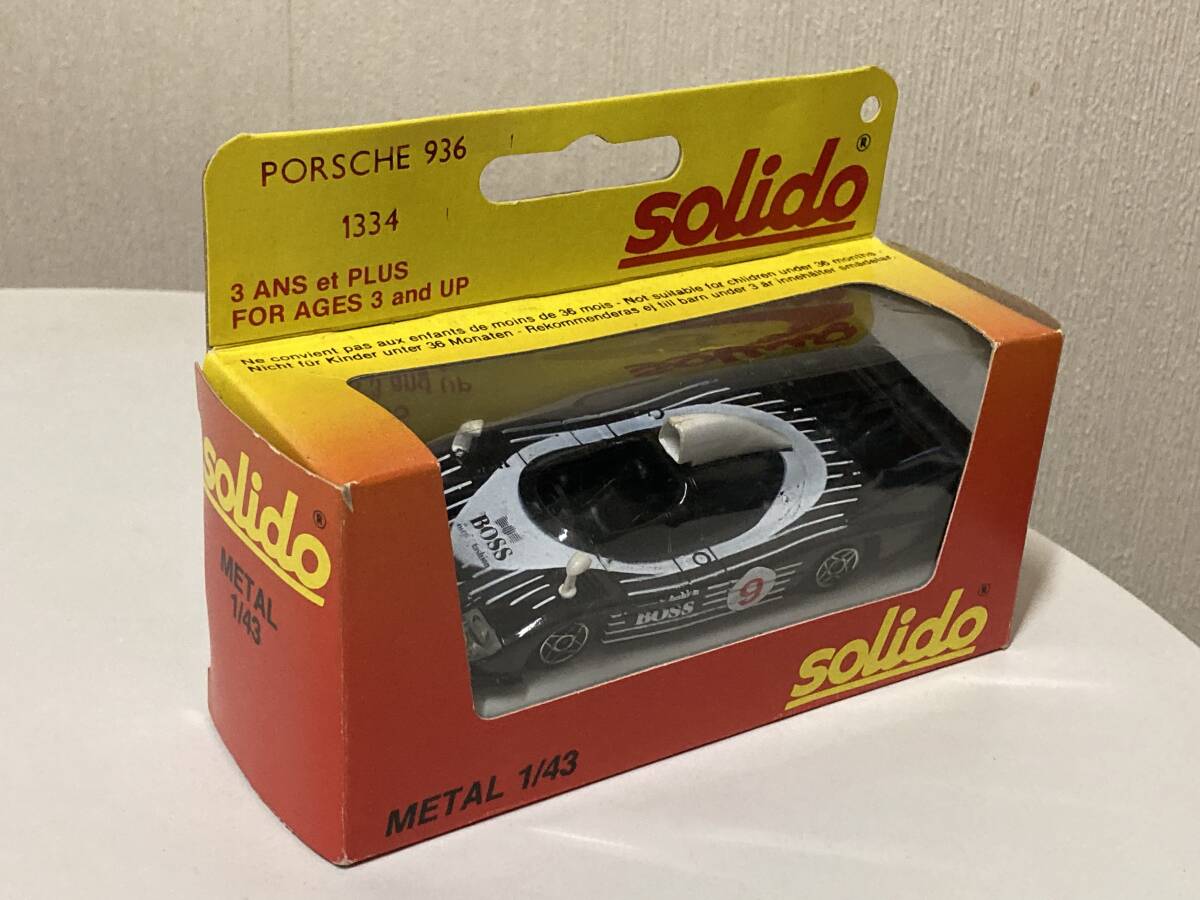 PORSCHE 936
1334
solido®
3 ANS et PLUS
FOR AGES 3 and UP
Ne convient pas aux enfants de moins de 36 mois - Not suitable for children under 36 months -
Nicht für Kinder unter 36 Monaten - Rekommenderas ej till barn under 3 år innehåller smådelar.
solido®
METAL
1/43
BOSS
BOSS
9
solido®
METAL 1/43